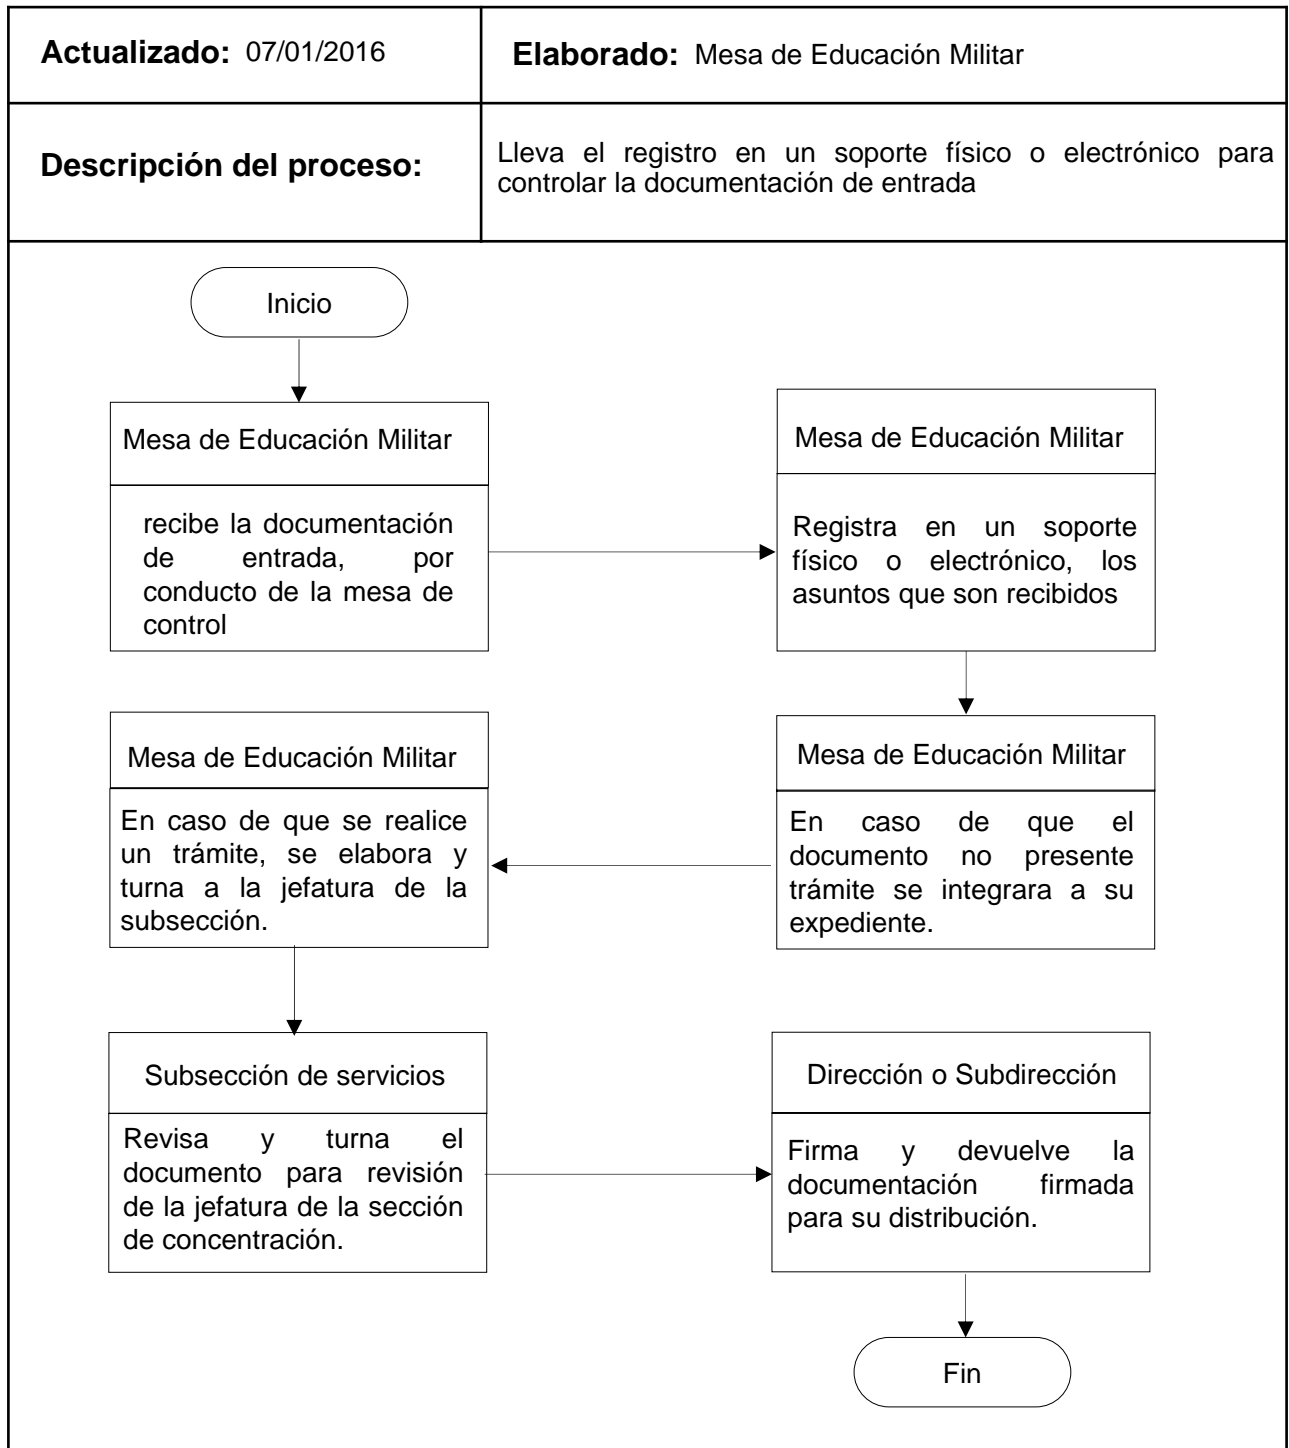 Actualizado: 07/01/2016
Elaborado: Mesa de Educación Militar
Descripción del proceso:
Lleva el registro en un soporte físico o electrónico para
controlar la documentación de entrada
Inicio
Mesa de Educación Militar
recibe la documentación
de entrada, por
conducto de la mesa de
control
Mesa de Educación Militar
Registra en un soporte
físico o electrónico, los
asuntos que son recibidos
Mesa de Educación Militar
En caso de que el
documento no presente
trámite se integrara a su
expediente.
Mesa de Educación Militar
En caso de que se realice
un trámite, se elabora y
turna a la jefatura de la
subsección.
Subsección de servicios
Revisa y turna el
documento para revisión
de la jefatura de la sección
de concentración.
Dirección o Subdirección
Firma y devuelve la
documentación firmada
para su distribución.
Fin